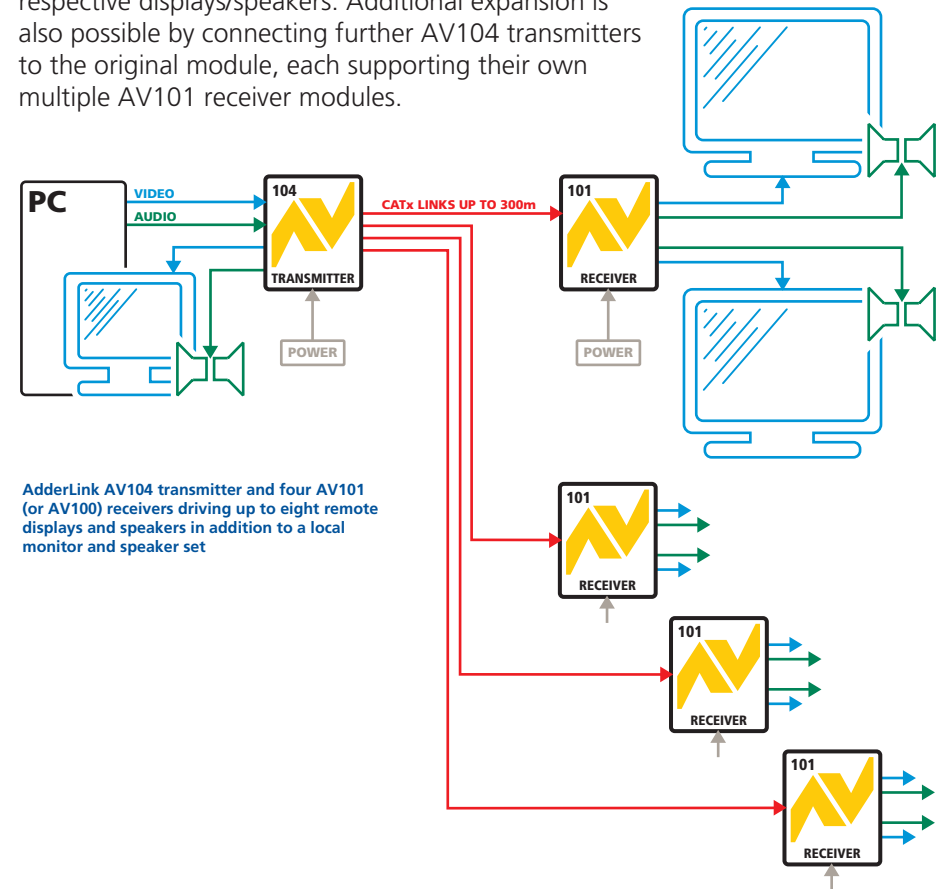 respective displays/speakers. Additional expansion is
also possible by connecting further AV104 transmitters
to the original module, each supporting their own
multiple AV101 receiver modules.
PC
VIDEO
AUDIO
104
TRANSMITTER
POWER
CATx LINKS UP TO 300m
101
RECEIVER
POWER
AdderLink AV104 transmitter and four AV101
(or AV100) receivers driving up to eight remote
displays and speakers in addition to a local
monitor and speaker set
101
RECEIVER
101
RECEIVER
101
RECEIVER